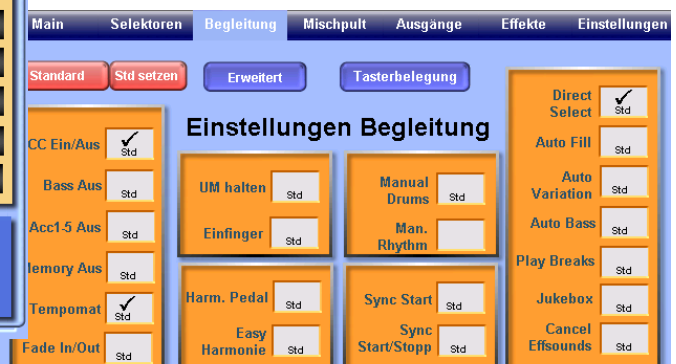 Main Selektoren Begleitung Mischpult Ausgänge Effekte Einstellungen
Standard Std setzen Erweitert Tasterbelegung
Einstellungen Begleitung
CC Ein/Aus Std
Bass Aus Std
Acc1-5 Aus Std
Memory Aus Std
Tempomat Std
Fade In/Out Std
UM halten Std
Einfinger Std
Harm. Pedal Std
Easy
Harmonie Std
Manual
Drums Std
Man.
Rhythm
Sync Start Std
Sync
Start/Stopp Std
Direct
Select Std
Auto Fill Std
Auto
Variation Std
Auto Bass Std
Play Breaks Std
Jukebox Std
Cancel
Effsounds Std